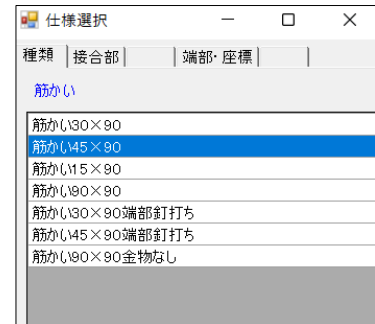 仕様選択
種類 接合部 端部・座標
筋かい
筋かい30×90
筋かい45×90
筋かい15×90
筋かい90×90
筋かい30×90端部釘打ち
筋かい45×90端部釘打ち
筋かい90×90金物なし